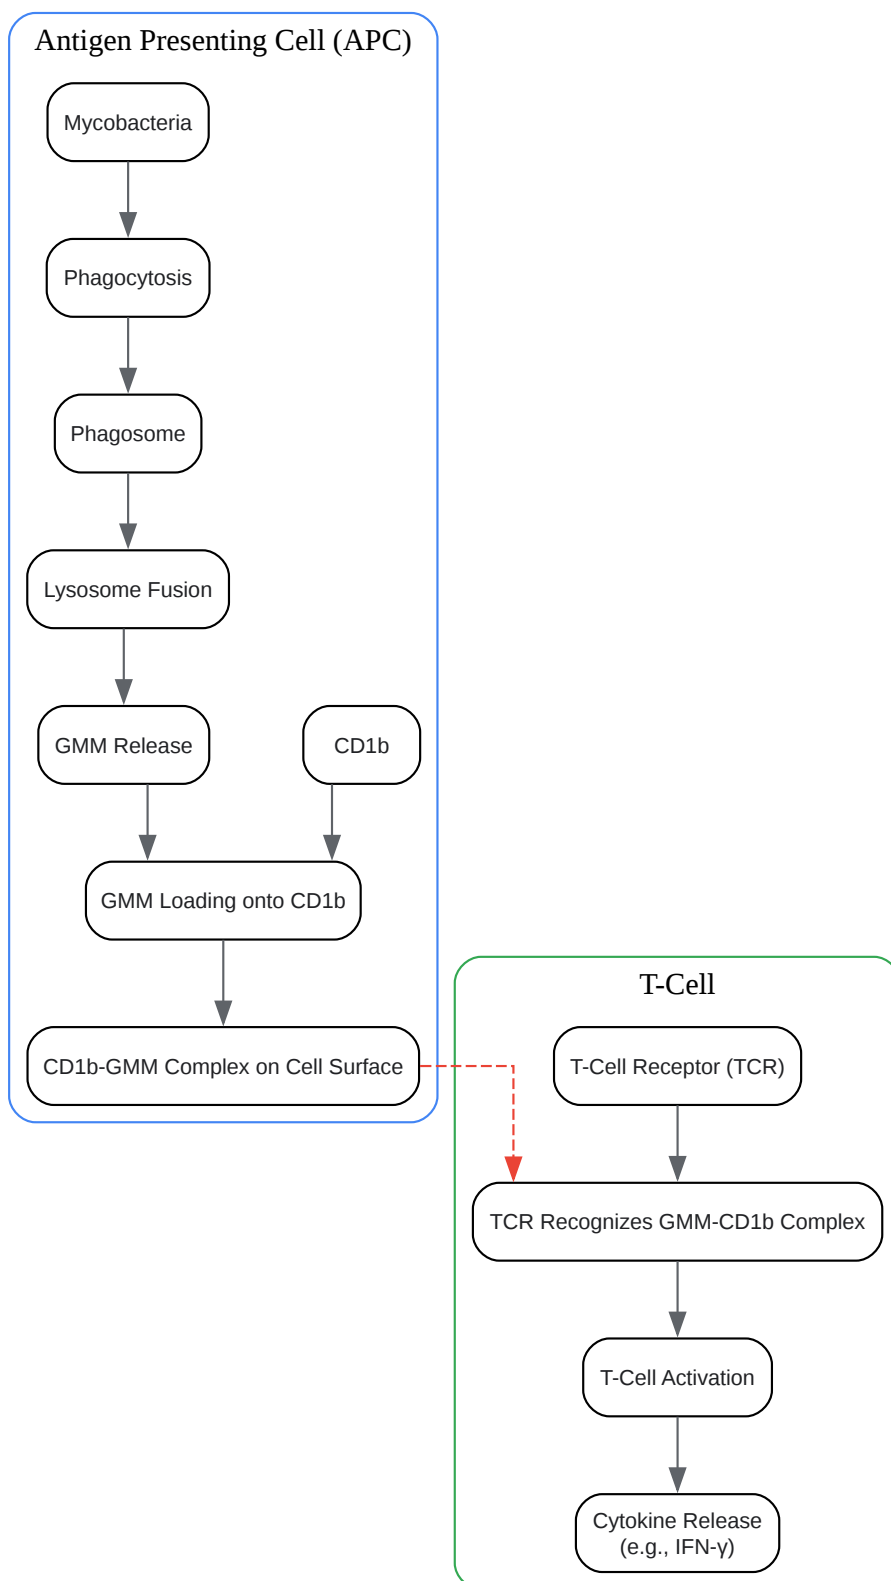 Antigen Presenting Cell (APC)
Mycobacteria
Phagocytosis
Phagosome
Lysosome Fusion
GMM Release
CD1b
GMM Loading onto CD1b
CD1b-GMM Complex on Cell Surface
T-Cell
T-Cell Receptor (TCR)
TCR Recognizes GMM-CD1b Complex
T-Cell Activation
Cytokine Release
(e.g., IFN-γ)